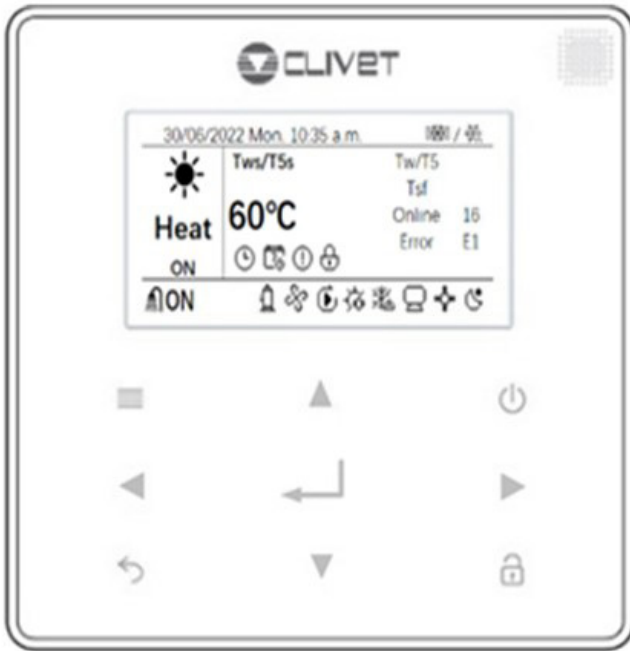 CLIVET
30/06/2022 Mon. 10:35 a.m. /
Tws/T5s Tw/T5
Tsf
Heat 60°C Online 16
Error E1
ON
ON